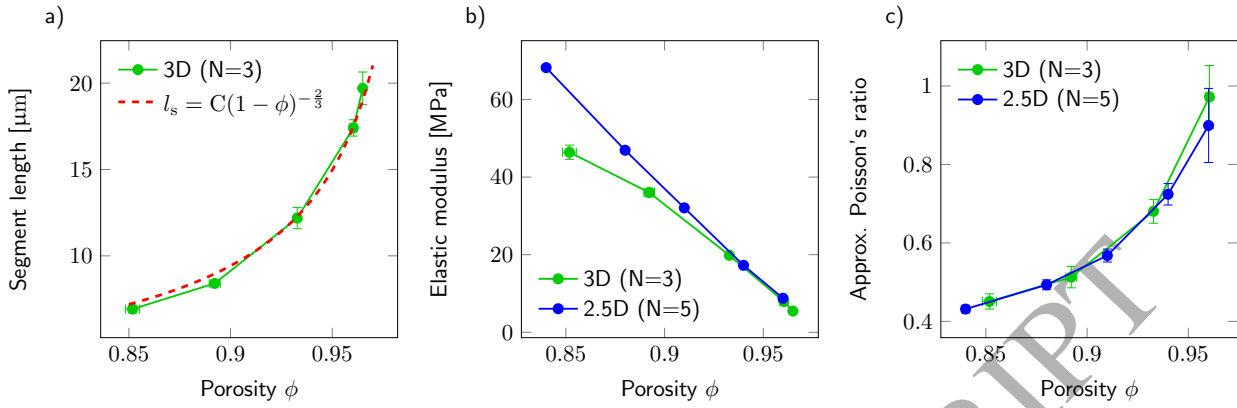 a)
Segment length [μm]
20
15
10
0.85 0.9 0.95
Porosity ϕ
3D (N=3)
l_s = C(1 − ϕ)^{−2/3}
b)
Elastic modulus [MPa]
60
40
20
0
0.85 0.9 0.95
Porosity ϕ
3D (N=3)
2.5D (N=5)
c)
Approx. Poisson's ratio
1
0.8
0.6
0.4
0.85 0.9 0.95
Porosity ϕ
3D (N=3)
2.5D (N=5)
RIPT